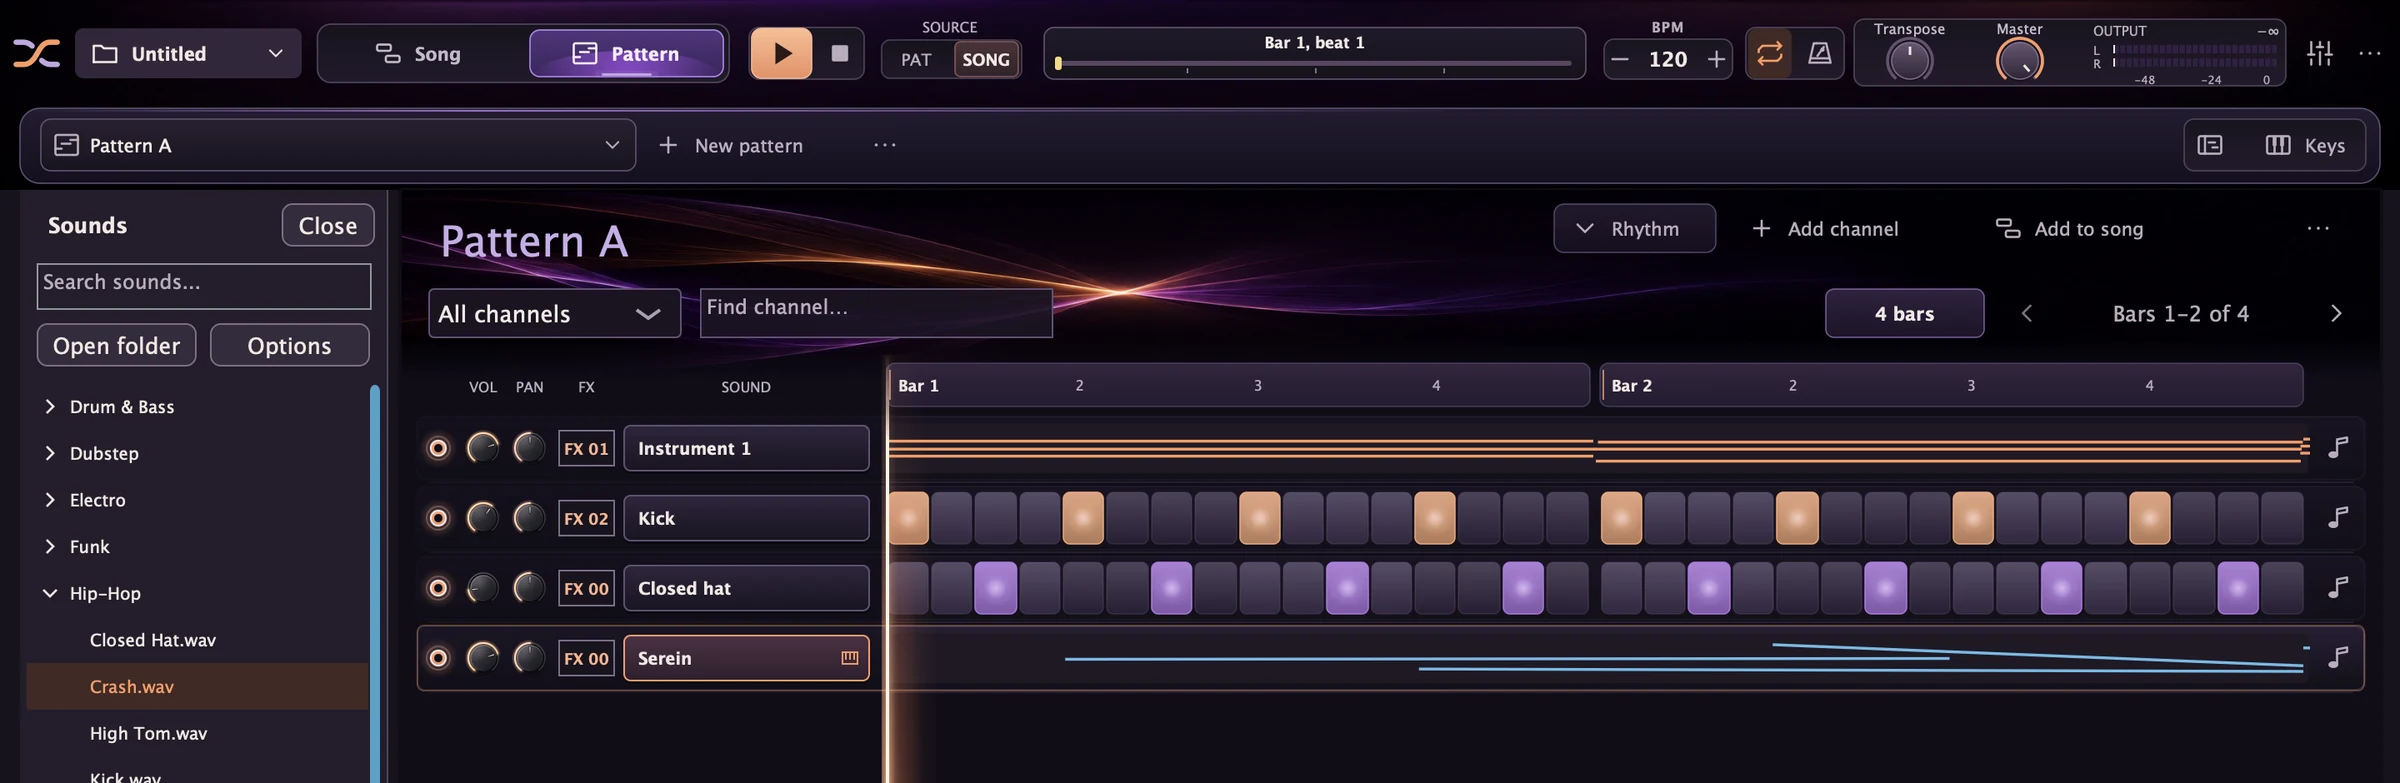 Untitled
Song
Pattern
SOURCE
PAT SONG
Bar 1, beat 1
BPM
− 120 +
Transpose
Master
OUTPUT −∞
L
R
-48 -24 0
Pattern A
+ New pattern
...
Keys
Sounds
Close
Search sounds...
Open folder
Options
Drum & Bass
Dubstep
Electro
Funk
Hip-Hop
Closed Hat.wav
Crash.wav
High Tom.wav
Kick.wav
Pattern A
Rhythm
+ Add channel
Add to song
...
All channels
Find channel...
4 bars
Bars 1-2 of 4
VOL PAN FX SOUND
Bar 1 2 3 4 Bar 2 2 3 4
FX 01 Instrument 1
FX 02 Kick
FX 00 Closed hat
FX 00 Serein